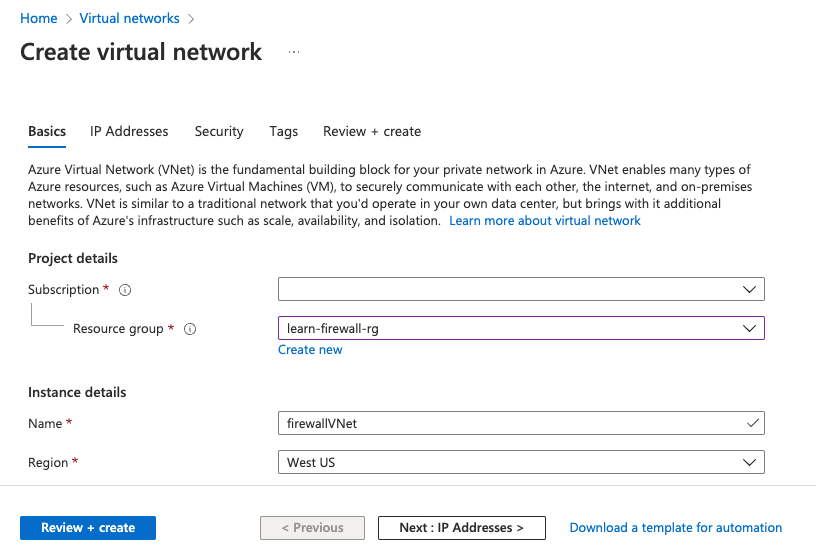 Home > Virtual networks >
Create virtual network ...
Basics IP Addresses Security Tags Review + create
Azure Virtual Network (VNet) is the fundamental building block for your private network in Azure. VNet enables many types of
Azure resources, such as Azure Virtual Machines (VM), to securely communicate with each other, the internet, and on-premises
networks. VNet is similar to a traditional network that you'd operate in your own data center, but brings with it additional
benefits of Azure's infrastructure such as scale, availability, and isolation. Learn more about virtual network
Project details
Subscription *
Resource group * learn-firewall-rg
Create new
Instance details
Name * firewallVNet
Region * West US
Review + create < Previous Next : IP Addresses > Download a template for automation